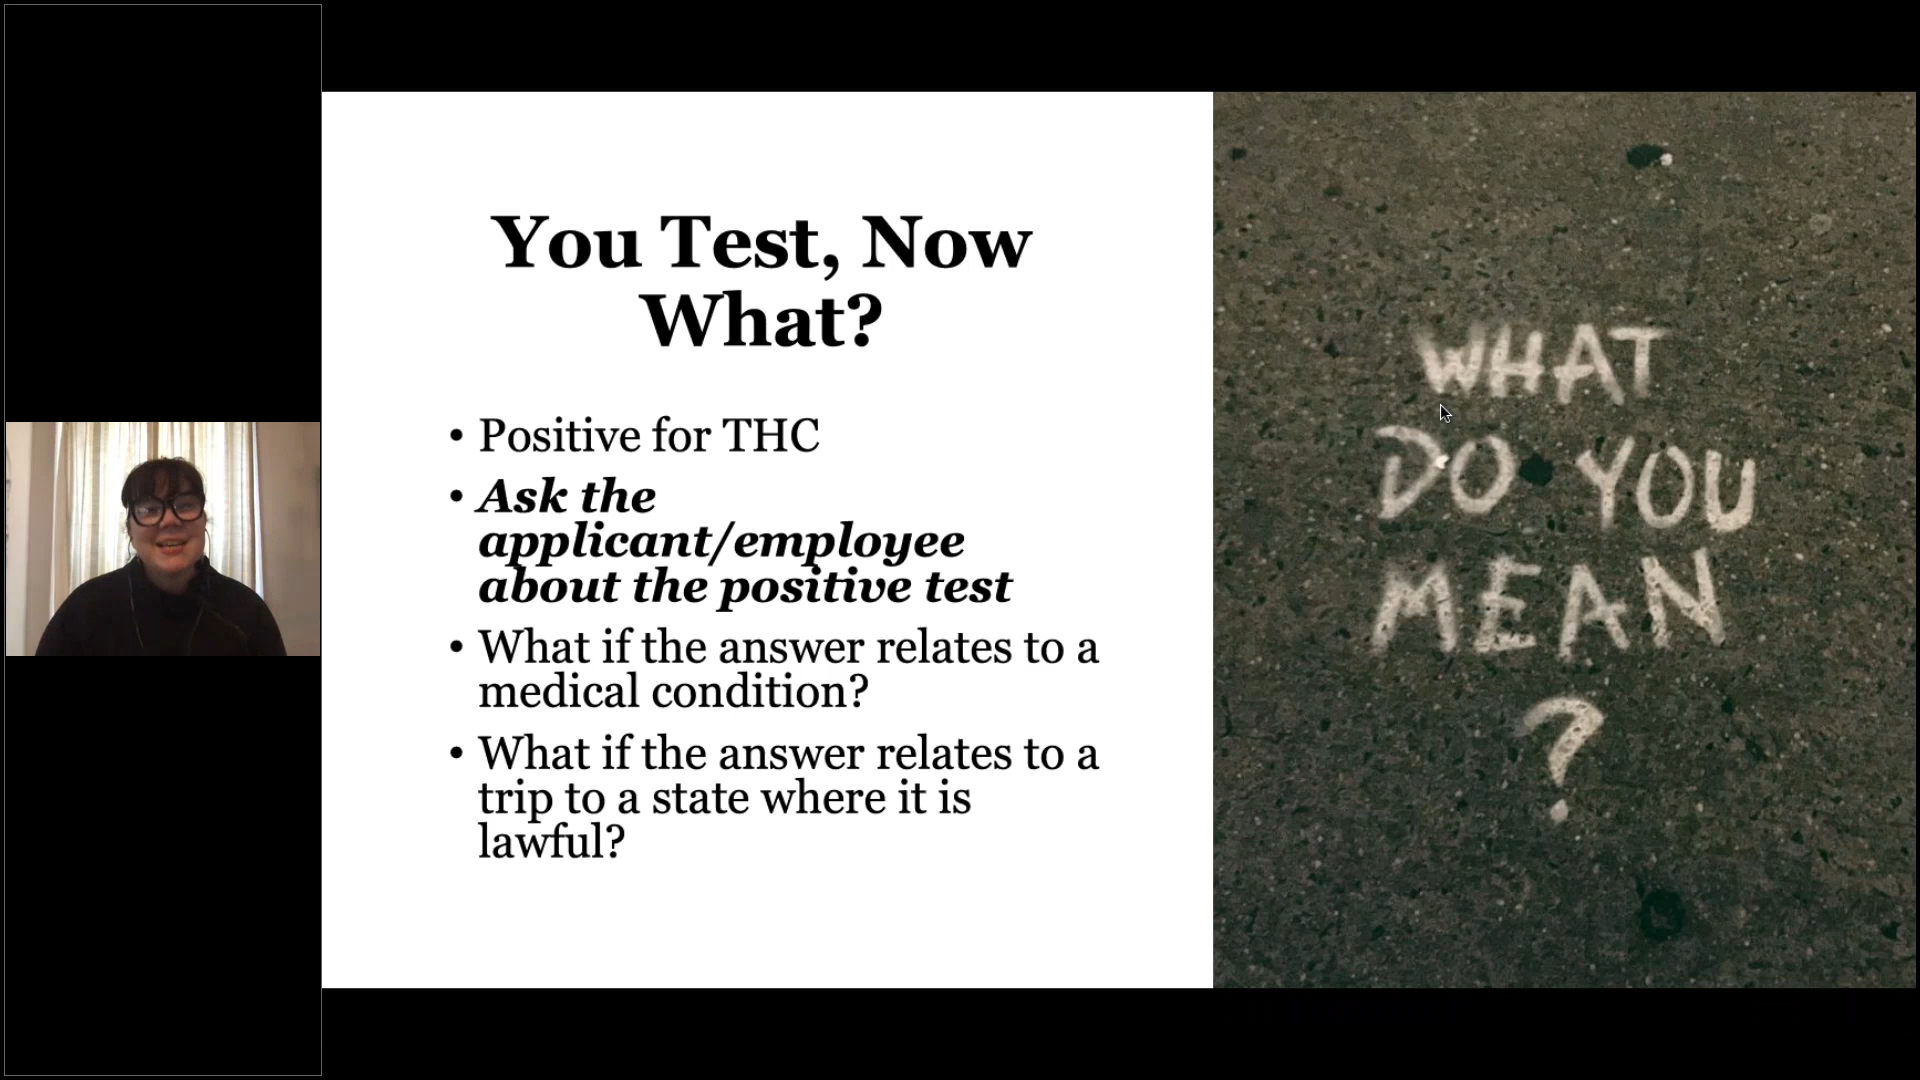 You Test, Now
What?
• Positive for THC
• Ask the
applicant/employee
about the positive test
• What if the answer relates to a
medical condition?
• What if the answer relates to a
trip to a state where it is
lawful?
WHAT
DO YOU
MEAN
?